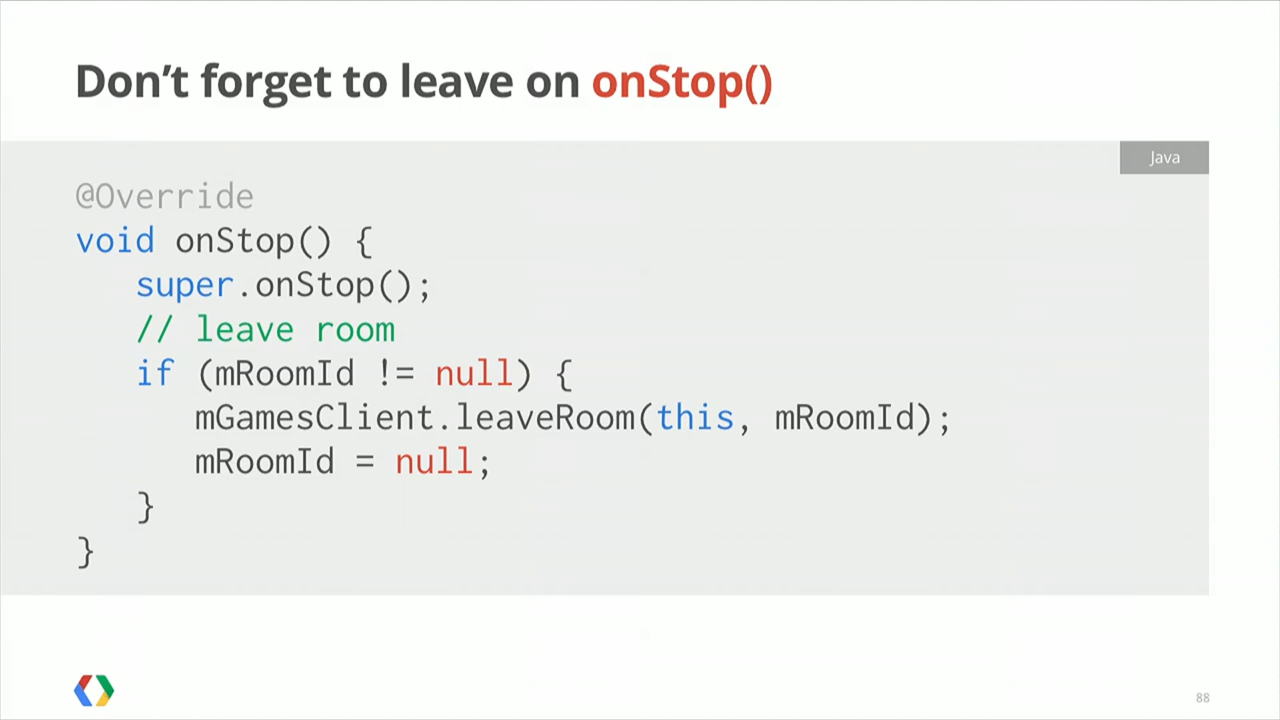 Don't forget to leave on onStop()
Java
@Override
void onStop() {
super.onStop();
// leave room
if (mRoomId != null) {
mGamesClient.leaveRoom(this, mRoomId);
mRoomId = null;
}
}
88